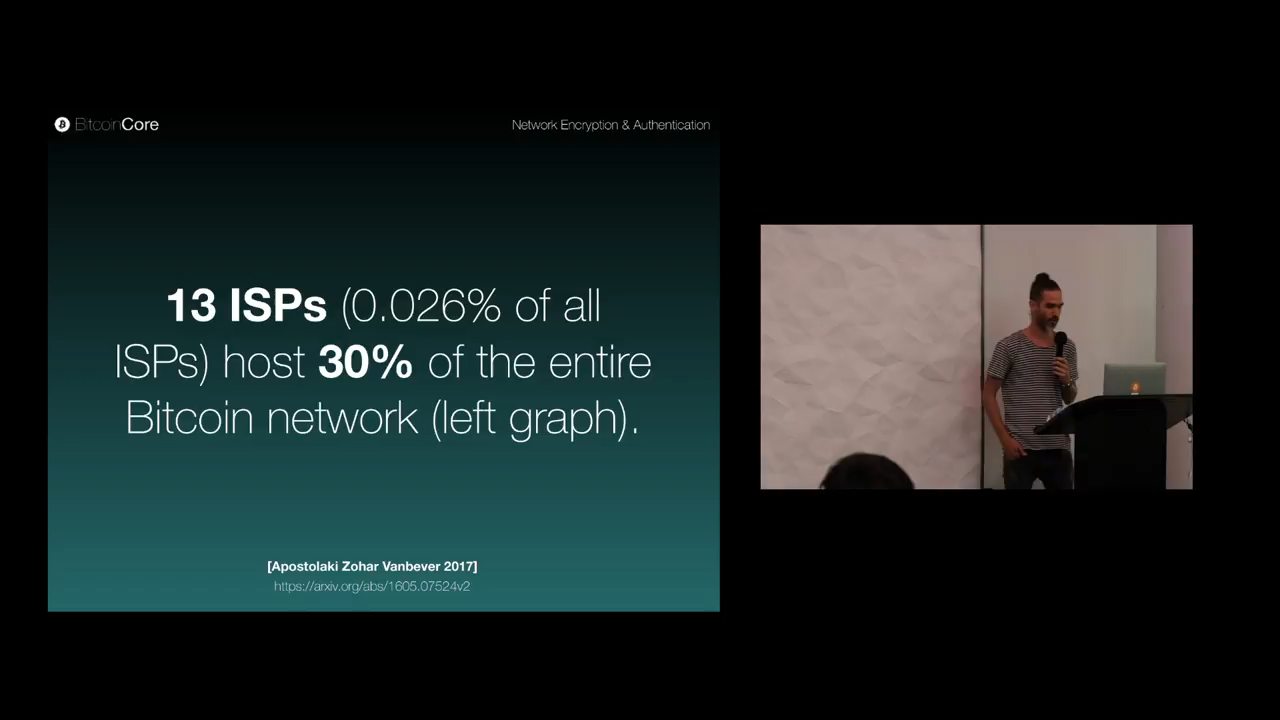 BitcoinCore
Network Encryption & Authentication
13 ISPs (0.026% of all
ISPs) host 30% of the entire
Bitcoin network (left graph).
[Apostolaki Zohar Vanbever 2017]
https://arxiv.org/abs/1605.07524v2